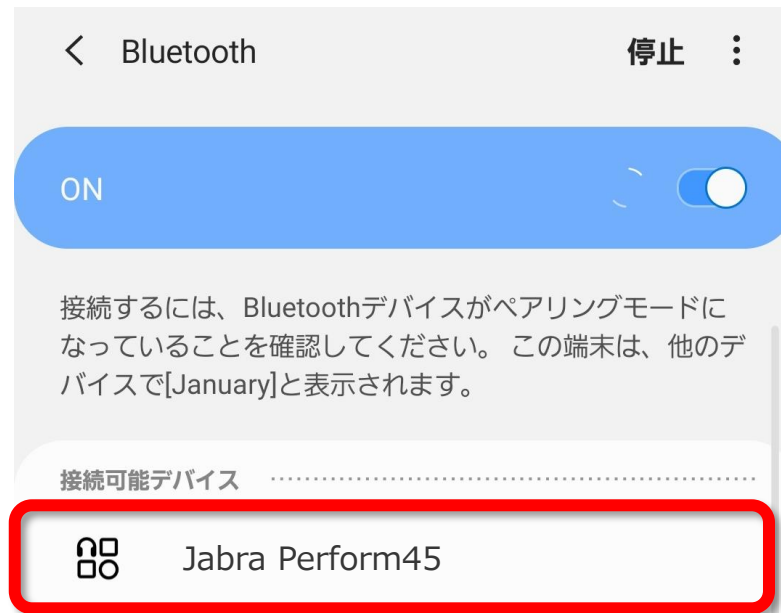 Bluetooth 停止
ON
接続するには、Bluetoothデバイスがペアリングモードに
なっていることを確認してください。 この端末は、他のデ
バイスで[January]と表示されます。
接続可能デバイス
Jabra Perform45